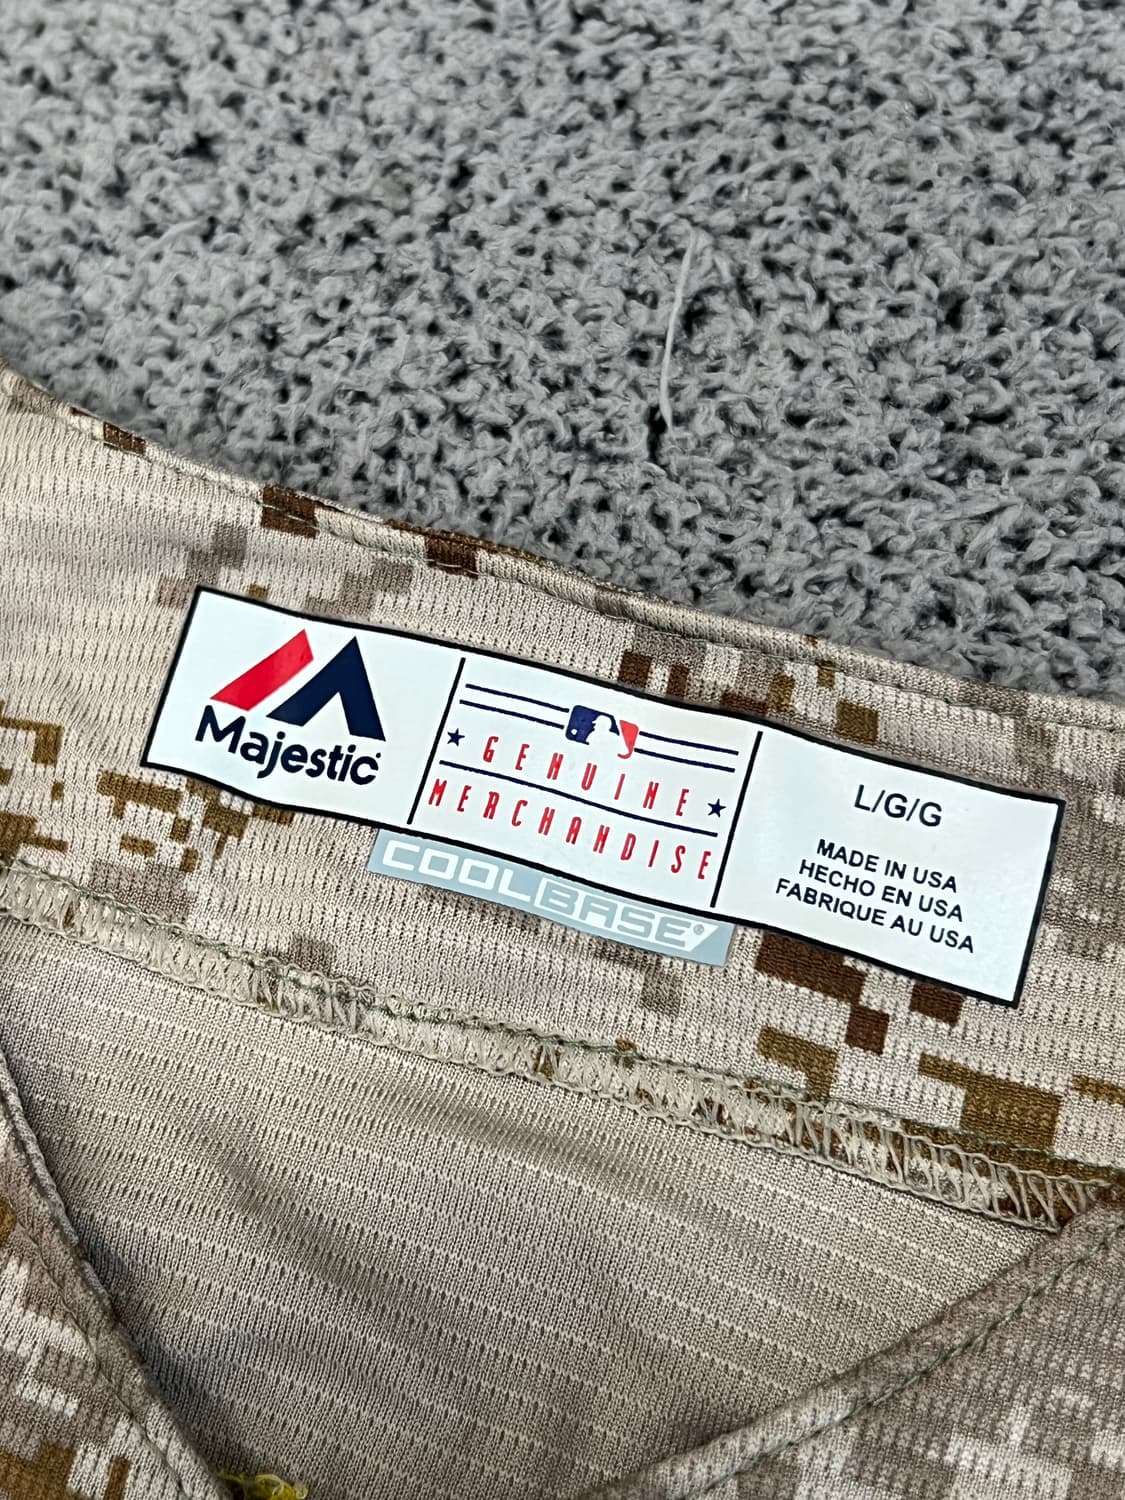 Majestic
GENUINE
MERCHANDISE
COOLBASE®
L/G/G
MADE IN USA
HECHO EN USA
FABRIQUE AU USA